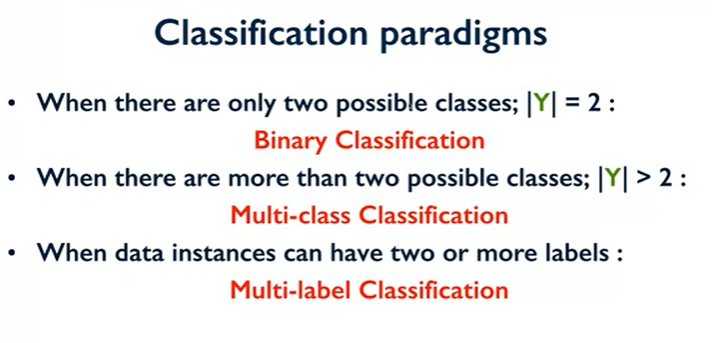 Classification paradigms
• When there are only two possible classes; |Y| = 2 :
Binary Classification
• When there are more than two possible classes; |Y| > 2 :
Multi-class Classification
• When data instances can have two or more labels :
Multi-label Classification